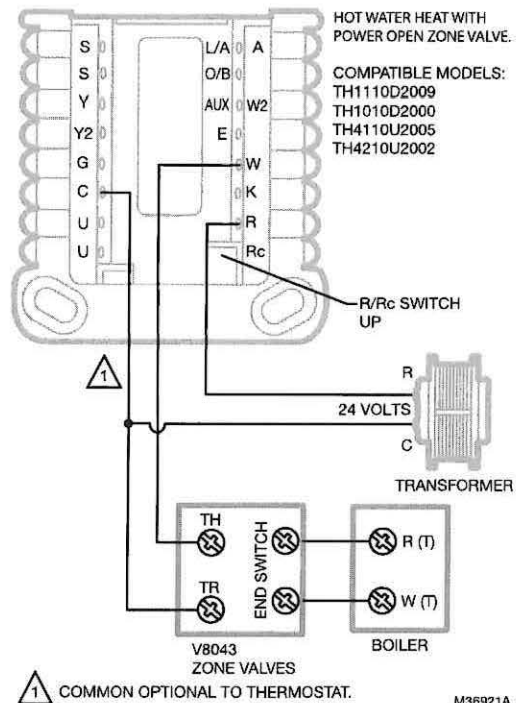 HOT WATER HEAT WITH
POWER OPEN ZONE VALVE.
COMPATIBLE MODELS:
TH1110D2009
TH1010D2000
TH4110U2005
TH4210U2002
S L/A A
S O/B
Y AUX W2
Y2 E
G W
C K
U R
U Rc
R/Rc SWITCH
UP
1
R
24 VOLTS
C
TRANSFORMER
TH
TR
END SWITCH
R (T)
W (T)
V8043
ZONE VALVES
BOILER
1 COMMON OPTIONAL TO THERMOSTAT.
M36921A